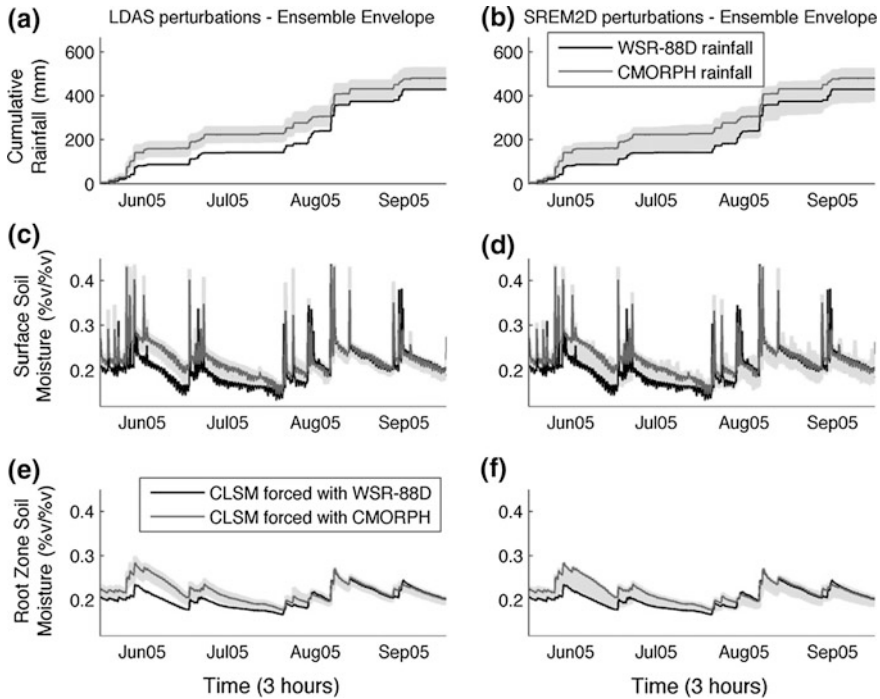 (a) LDAS perturbations - Ensemble Envelope
(b) SREM2D perturbations - Ensemble Envelope
WSR-88D rainfall
CMORPH rainfall
Cumulative
Rainfall (mm)
600
400
200
0
Jun05 Jul05 Aug05 Sep05
Jun05 Jul05 Aug05 Sep05
(c)
(d)
Surface Soil
Moisture (%v/%v)
0.4
0.3
0.2
0.4
0.3
0.2
Jun05 Jul05 Aug05 Sep05
Jun05 Jul05 Aug05 Sep05
(e)
(f)
CLSM forced with WSR-88D
CLSM forced with CMORPH
Root Zone Soil
Moisture (%v/%v)
0.4
0.3
0.2
0.4
0.3
0.2
Jun05 Jul05 Aug05 Sep05
Jun05 Jul05 Aug05 Sep05
Time (3 hours)
Time (3 hours)